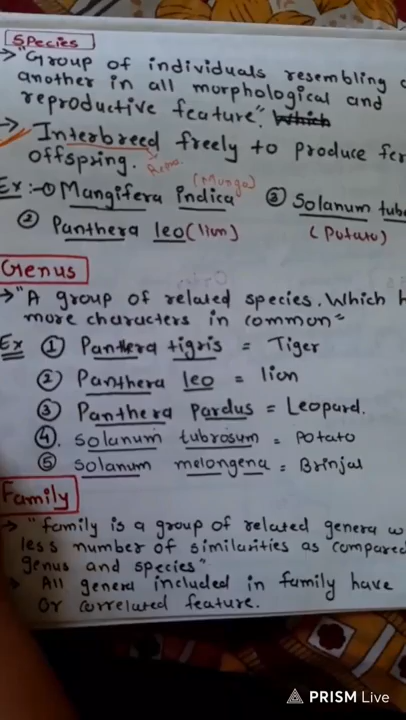 Species
→ "Group of individuals resembling
another in all morphological and
reproductive feature". Which
→ Interbreed freely to produce fer
offspring.
(Mango)
Ex:- ① Mangifera indica ③ Solanum tub
② Panthera leo (lion) (Potato)
Genus
→ "A group of related species. Which h
more characters in common"
Ex ① Panthera tigris = Tiger
② Panthera leo = lion
③ Panthera Pardus = Leopard.
④. Solanum tubrosum = Potato
⑤ Solanum melongena = Brinjal
Family
→ "family is a group of related genera w
less number of similarities as compared
genus and species"
All genera included in family have
Or correlated feature.
PRISM Live